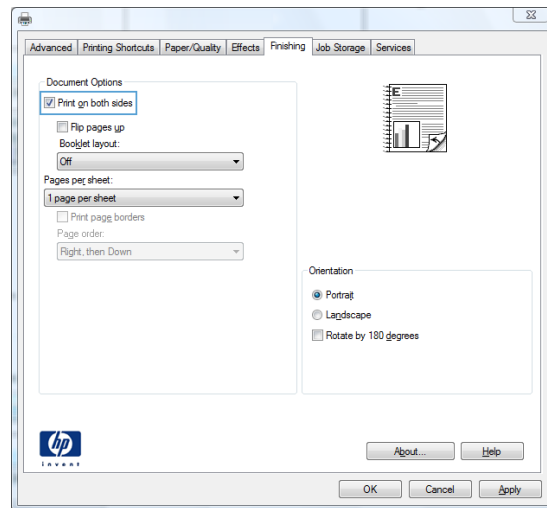 Advanced Printing Shortcuts Paper/Quality Effects Finishing Job Storage Services
Document Options
Print on both sides
Flip pages up
Booklet layout:
Off
Pages per sheet:
1 page per sheet
Print page borders
Page order:
Right, then Down
E
Orientation
Portrait
Landscape
Rotate by 180 degrees
hp
invent
About... Help
OK Cancel Apply